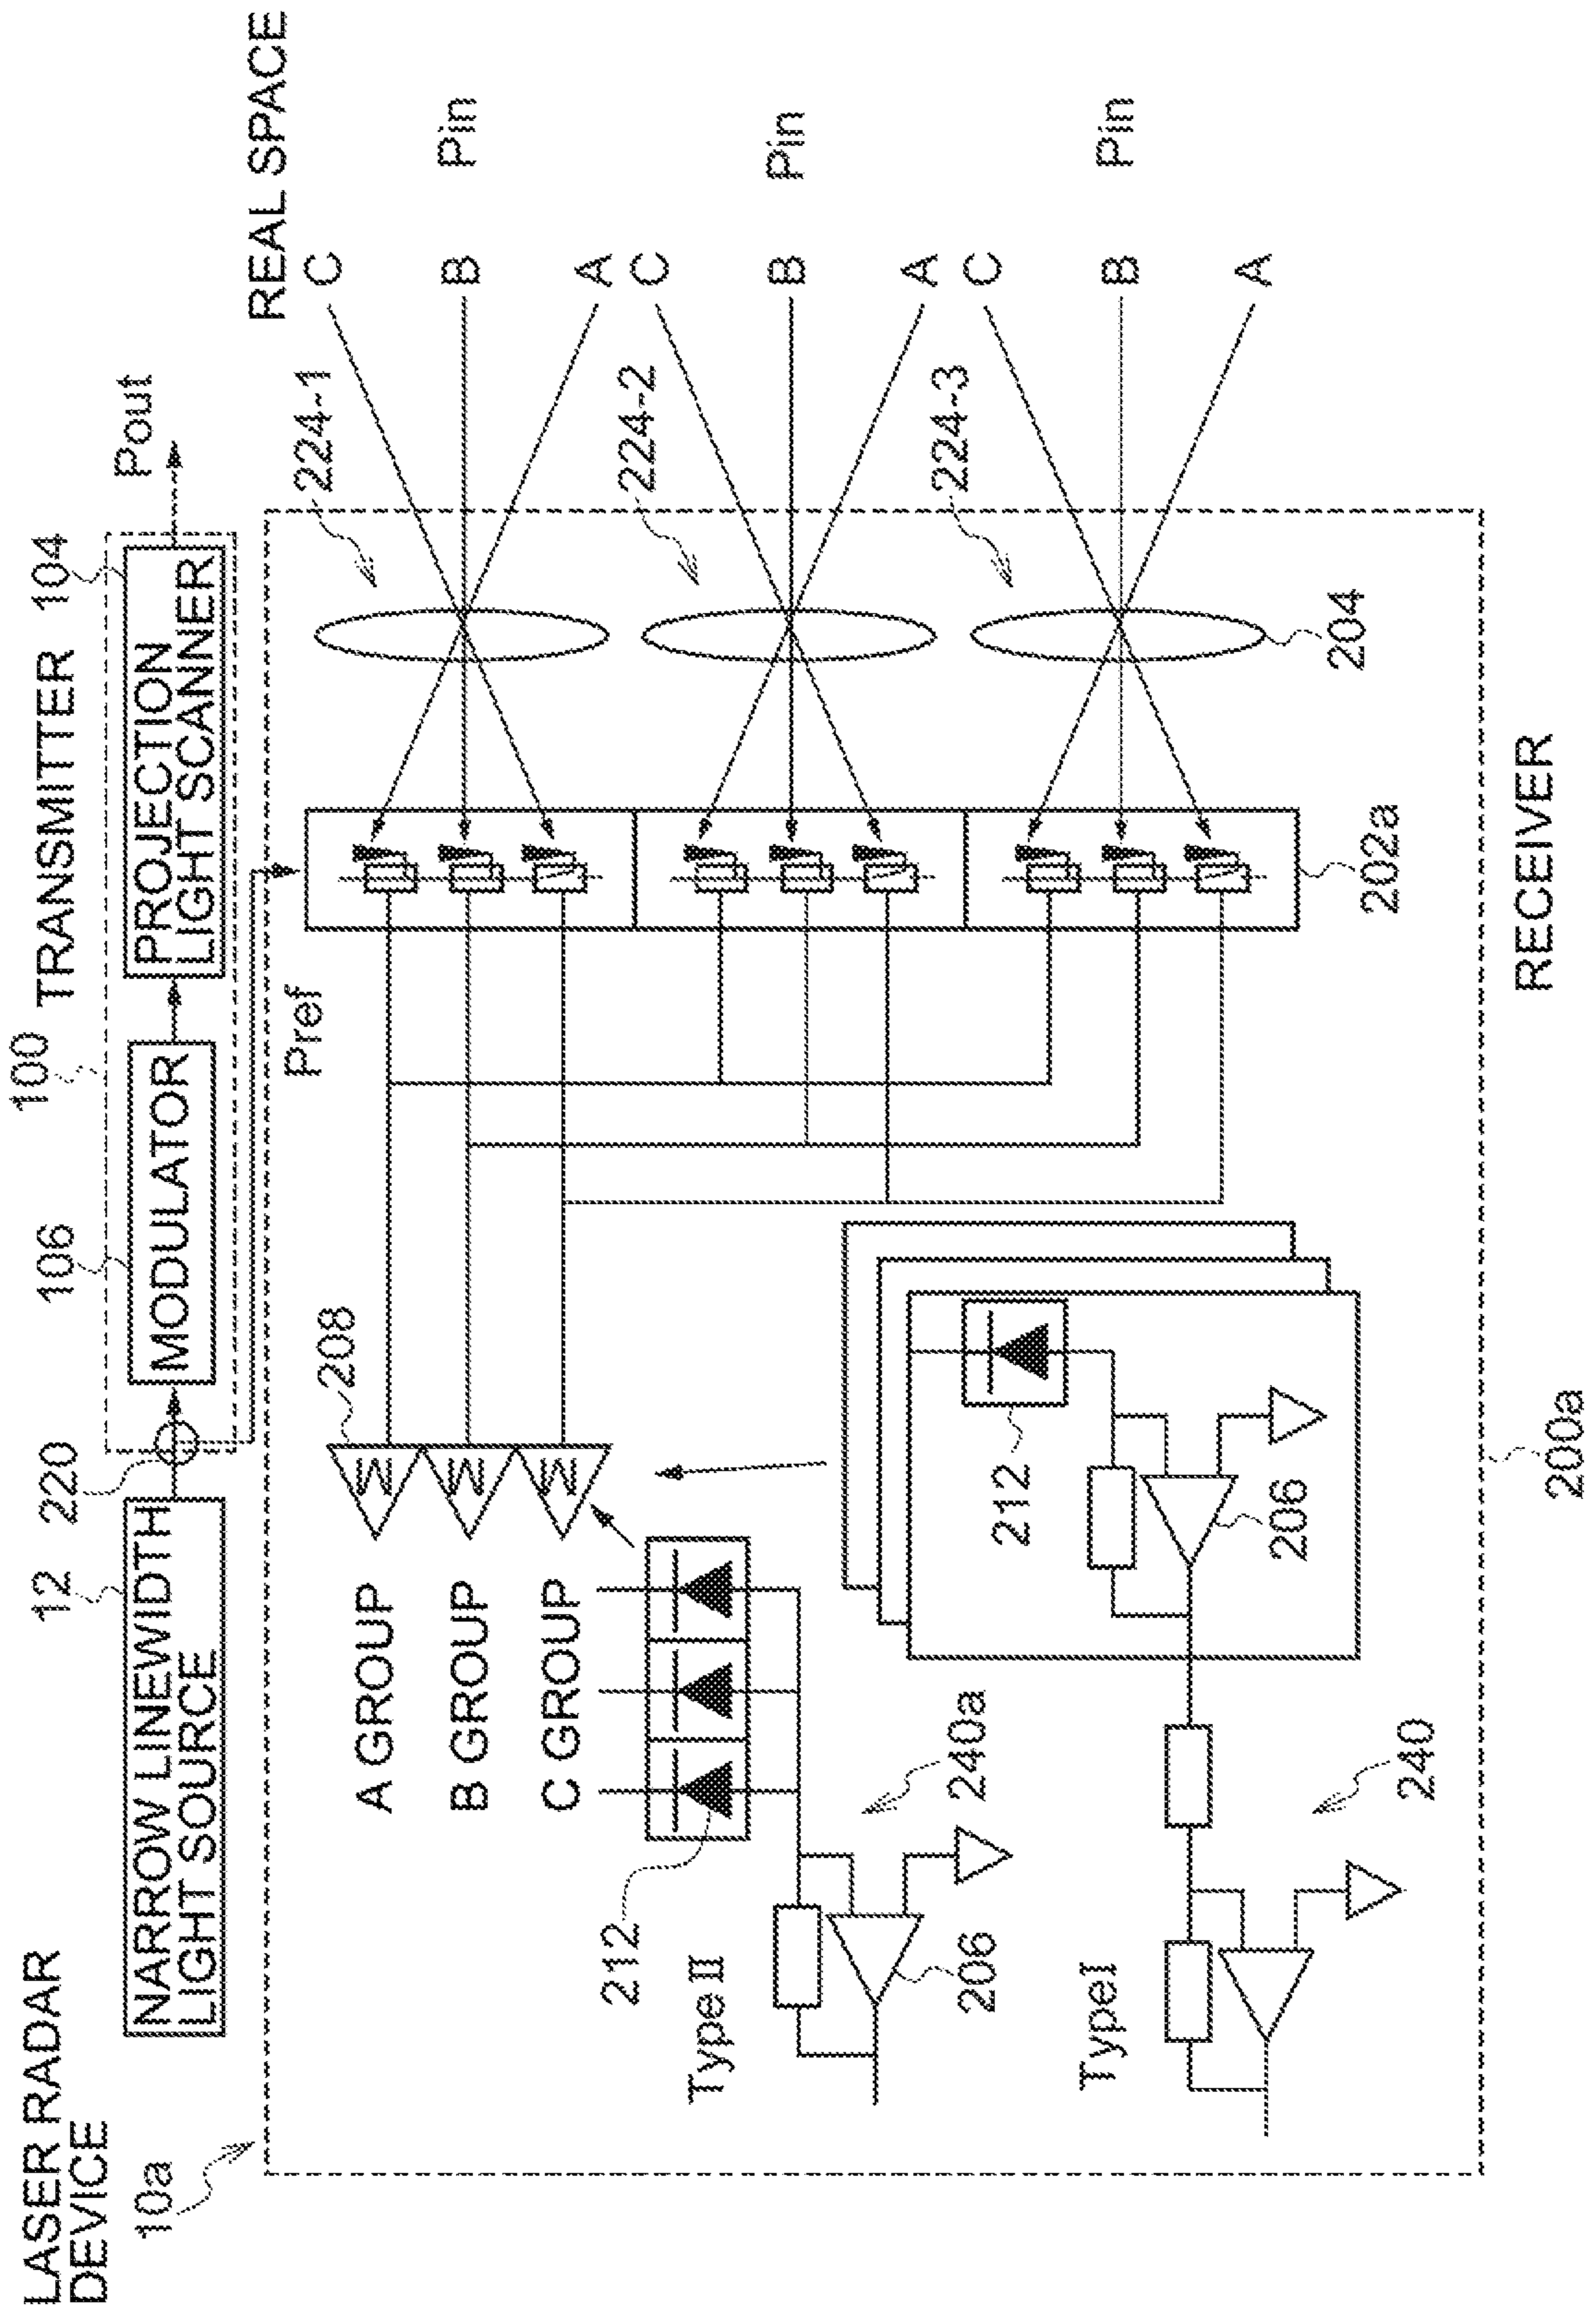 LASER RADAR
DEVICE
10a
12
220
106
100
TRANSMITTER
104
NARROW LINEWIDTH
LIGHT SOURCE
MODULATOR
PROJECTION
LIGHT SCANNER
Pout
REAL SPACE
Pref
208
224-1
C
B
A
Pin
224-2
C
B
A
Pin
224-3
C
B
A
Pin
A GROUP
B GROUP
C GROUP
Σ
Σ
Σ
212
Type II
206
240a
212
206
Type I
240
204
202a
200a
RECEIVER